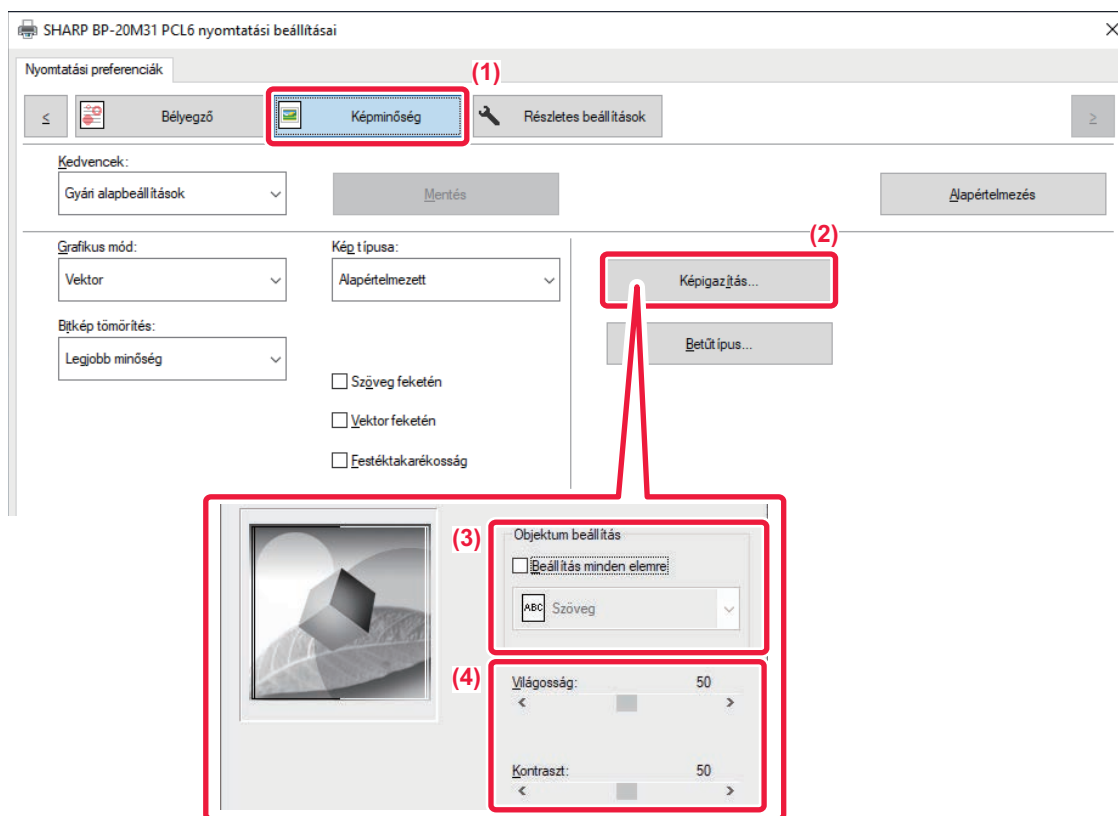 SHARP BP-20M31 PCL6 nyomtatási beállításai
Nyomtatási preferenciák
(1)
< Bélyegző Képminőség Részletes beállítások >
Kedvencek:
Gyári alapbeállítások Mentés Alapértelmezés
(2)
Grafikus mód: Kép típusa:
Vektor Alapértelmezett Képigazítás...
Bitkép tömörítés:
Legjobb minőség Betűtípus...
Szöveg feketén
Vektor feketén
Festéktakarékosság
(3) Objektum beállítás
Beállítás minden elemre
ABC Szöveg
(4) Világosság: 50
< >
Kontraszt: 50
< >